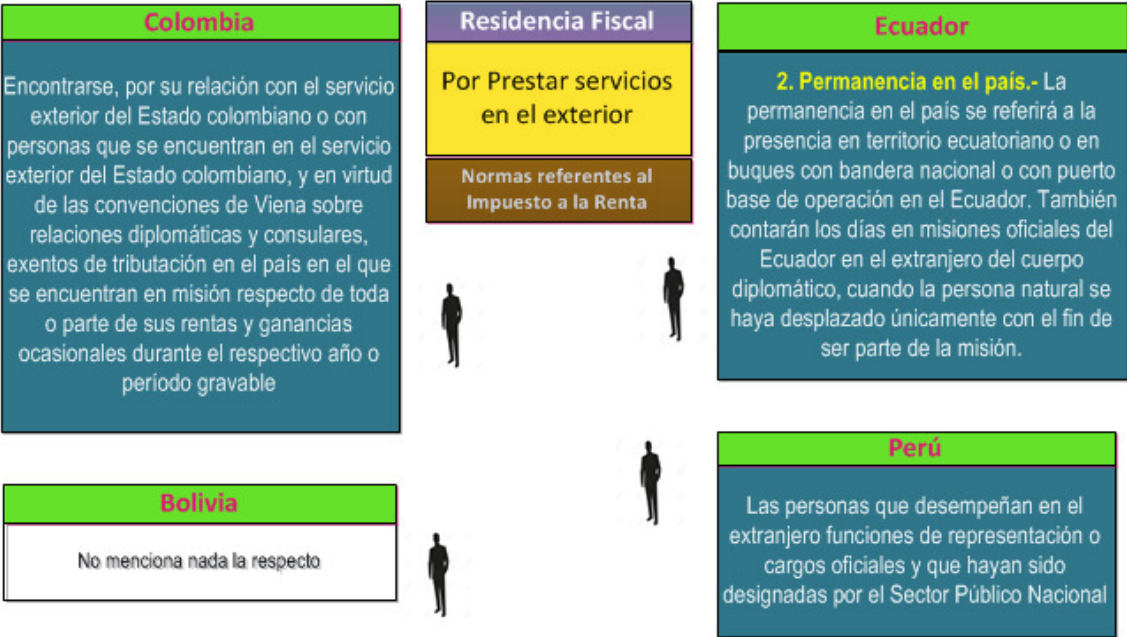 Colombia
Encontrarse, por su relación con el servicio
exterior del Estado colombiano o con
personas que se encuentran en el servicio
exterior del Estado colombiano, y en virtud
de las convenciones de Viena sobre
relaciones diplomáticas y consulares,
exentos de tributación en el país en el que
se encuentran en misión respecto de toda
o parte de sus rentas y ganancias
ocasionales durante el respectivo año o
período gravable
Residencia Fiscal
Por Prestar servicios
en el exterior
Normas referentes al
Impuesto a la Renta
Ecuador
2. Permanencia en el país.- La
permanencia en el país se referirá a la
presencia en territorio ecuatoriano o en
buques con bandera nacional o con puerto
base de operación en el Ecuador. También
contarán los días en misiones oficiales del
Ecuador en el extranjero del cuerpo
diplomático, cuando la persona natural se
haya desplazado únicamente con el fin de
ser parte de la misión.
Bolivia
No menciona nada la respecto
Perú
Las personas que desempeñan en el
extranjero funciones de representación o
cargos oficiales y que hayan sido
designadas por el Sector Público Nacional